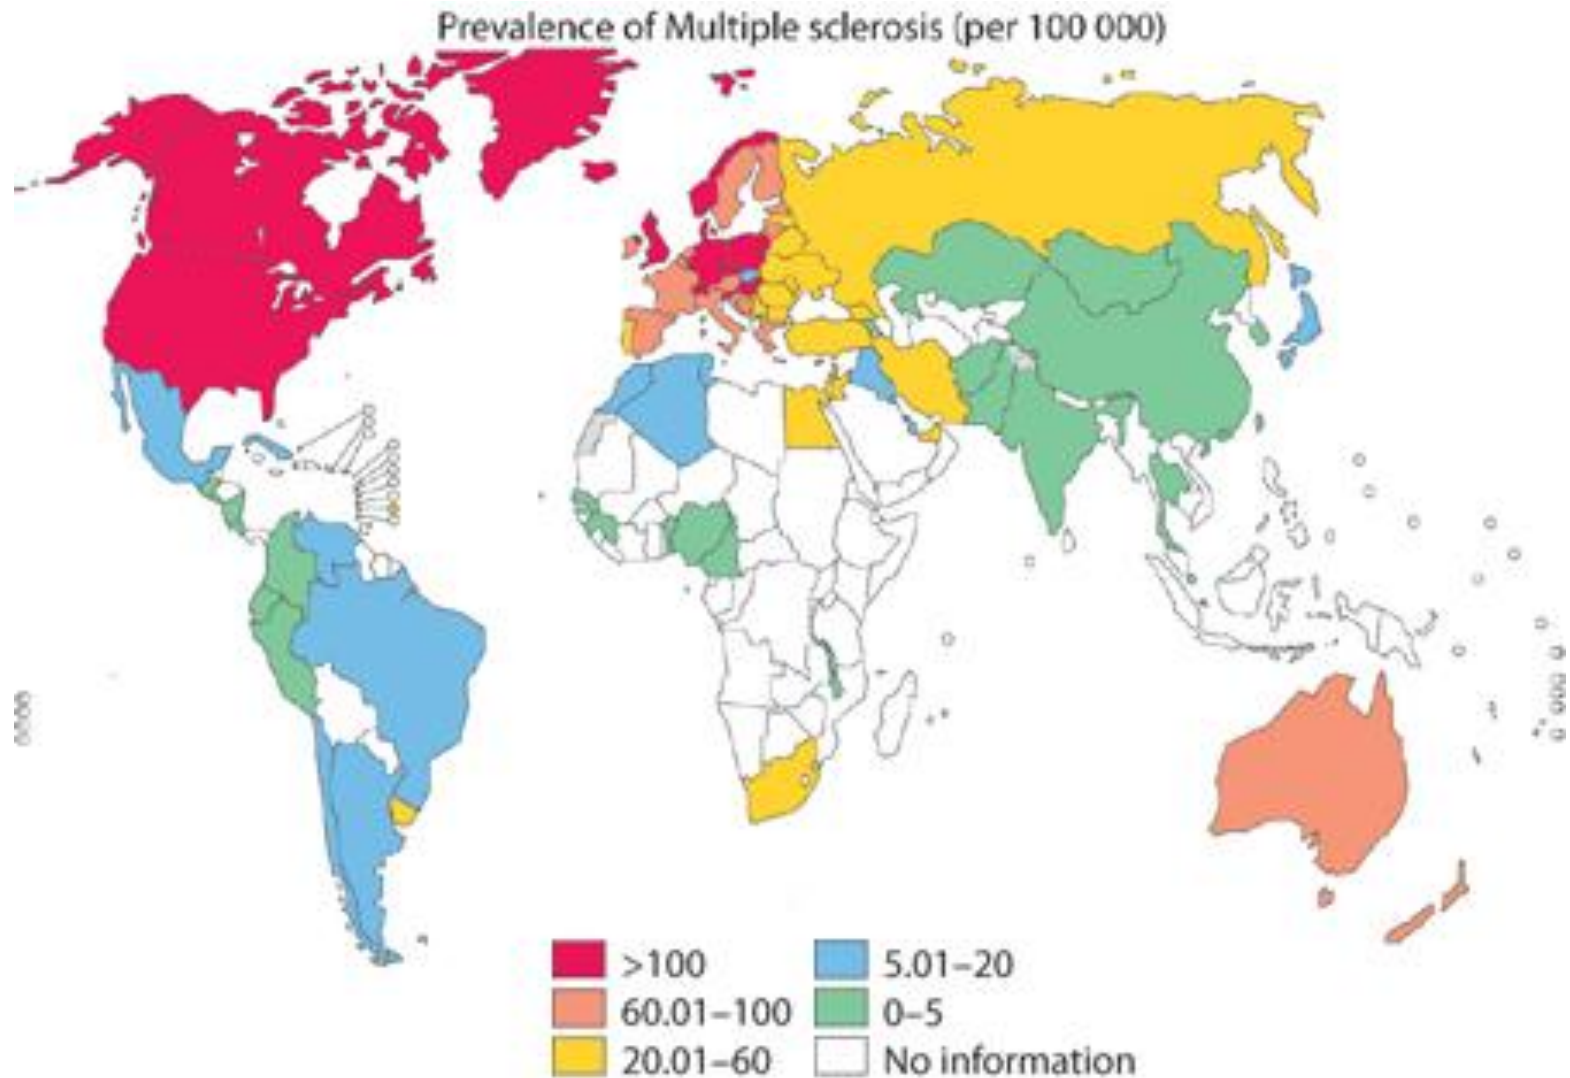 Prevalence of Multiple sclerosis (per 100 000)
>100
60.01–100
20.01–60
5.01–20
0–5
No information